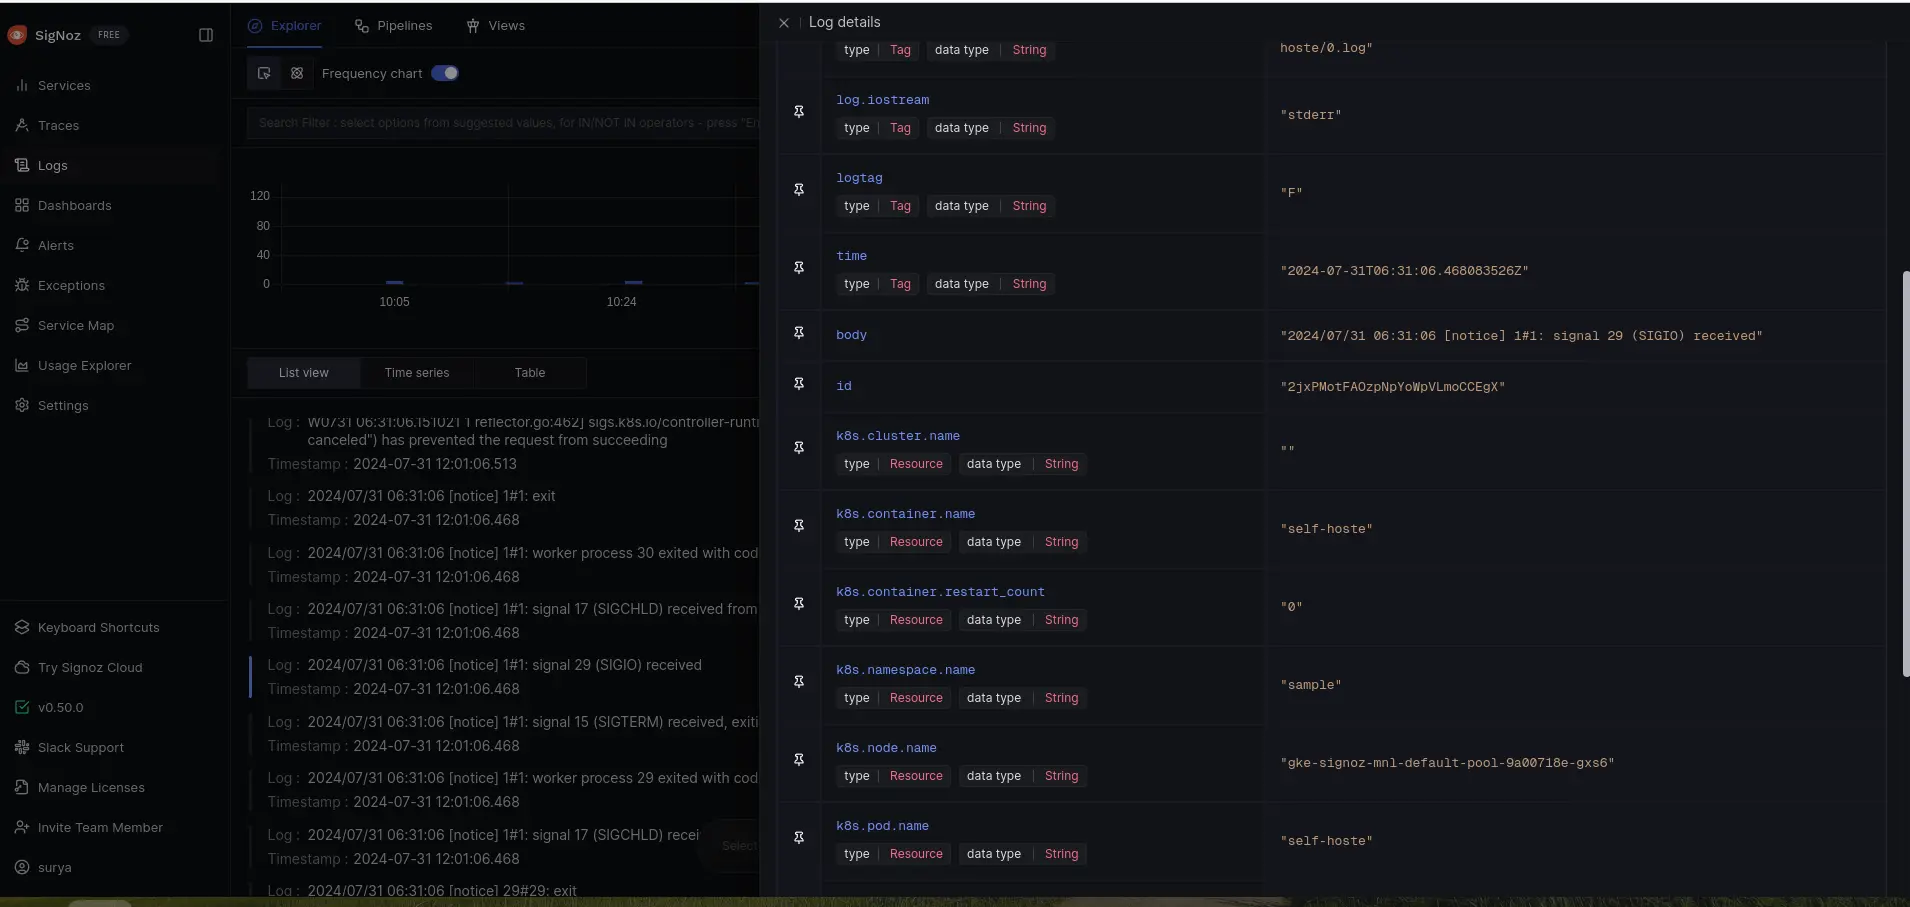 SigNoz FREE
Services
Traces
Logs
Dashboards
Alerts
Exceptions
Service Map
Usage Explorer
Settings
Keyboard Shortcuts
Try Signoz Cloud
v0.50.0
Slack Support
Manage Licenses
Invite Team Member
surya
Explorer Pipelines Views
Frequency chart
Search Filter : select options from suggested values, for IN/NOT IN operators - press "En
120
80
40
0
10:05 10:24
List view Time series Table
Log : W0731 06:31:06.151021 1 reflector.go:462] sigs.k8s.io/controller-runti
canceled") has prevented the request from succeeding
Timestamp : 2024-07-31 12:01:06.513
Log : 2024/07/31 06:31:06 [notice] 1#1: exit
Timestamp : 2024-07-31 12:01:06.468
Log : 2024/07/31 06:31:06 [notice] 1#1: worker process 30 exited with cod
Timestamp : 2024-07-31 12:01:06.468
Log : 2024/07/31 06:31:06 [notice] 1#1: signal 17 (SIGCHLD) received from
Timestamp : 2024-07-31 12:01:06.468
Log : 2024/07/31 06:31:06 [notice] 1#1: signal 29 (SIGIO) received
Timestamp : 2024-07-31 12:01:06.468
Log : 2024/07/31 06:31:06 [notice] 1#1: signal 15 (SIGTERM) received, exiti
Timestamp : 2024-07-31 12:01:06.468
Log : 2024/07/31 06:31:06 [notice] 1#1: worker process 29 exited with cod
Timestamp : 2024-07-31 12:01:06.468
Log : 2024/07/31 06:31:06 [notice] 1#1: signal 17 (SIGCHLD) recei
Select
Timestamp : 2024-07-31 12:01:06.468
Log : 2024/07/31 06:31:06 [notice] 29#29: exit
Log details
type Tag data type String
hoste/0.log"
log.iostream
type Tag data type String
"stderr"
logtag
type Tag data type String
"F"
time
type Tag data type String
"2024-07-31T06:31:06.468083526Z"
body
"2024/07/31 06:31:06 [notice] 1#1: signal 29 (SIGIO) received"
id
"2jxPMotFAOzpNpYoWpVLmoCCEgX"
k8s.cluster.name
type Resource data type String
""
k8s.container.name
type Resource data type String
"self-hoste"
k8s.container.restart_count
type Resource data type String
"0"
k8s.namespace.name
type Resource data type String
"sample"
k8s.node.name
type Resource data type String
"gke-signoz-mnl-default-pool-9a00718e-gxs6"
k8s.pod.name
type Resource data type String
"self-hoste"